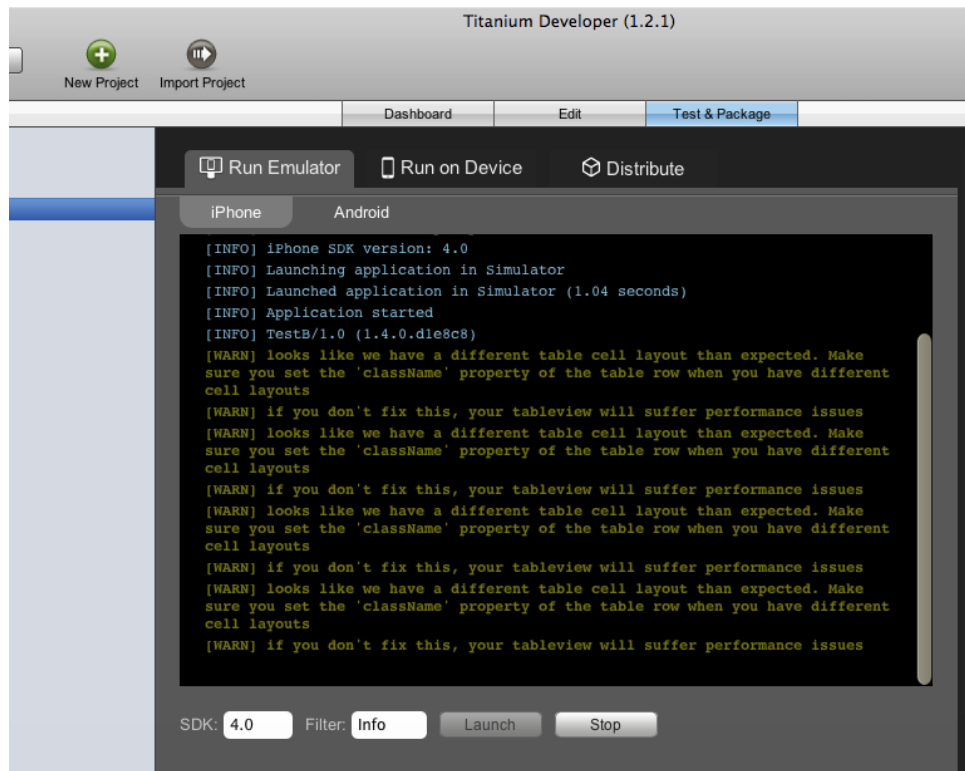 Titanium Developer (1.2.1)
New Project Import Project
Dashboard Edit Test & Package
Run Emulator Run on Device Distribute
iPhone Android
[INFO] iPhone SDK version: 4.0
[INFO] Launching application in Simulator
[INFO] Launched application in Simulator (1.04 seconds)
[INFO] Application started
[INFO] TestB/1.0 (1.4.0.d1e8c8)
[WARN] looks like we have a different table cell layout than expected. Make
sure you set the 'className' property of the table row when you have different
cell layouts
[WARN] if you don't fix this, your tableview will suffer performance issues
[WARN] looks like we have a different table cell layout than expected. Make
sure you set the 'className' property of the table row when you have different
cell layouts
[WARN] if you don't fix this, your tableview will suffer performance issues
[WARN] looks like we have a different table cell layout than expected. Make
sure you set the 'className' property of the table row when you have different
cell layouts
[WARN] if you don't fix this, your tableview will suffer performance issues
[WARN] looks like we have a different table cell layout than expected. Make
sure you set the 'className' property of the table row when you have different
cell layouts
[WARN] if you don't fix this, your tableview will suffer performance issues
SDK: 4.0 Filter: Info Launch Stop